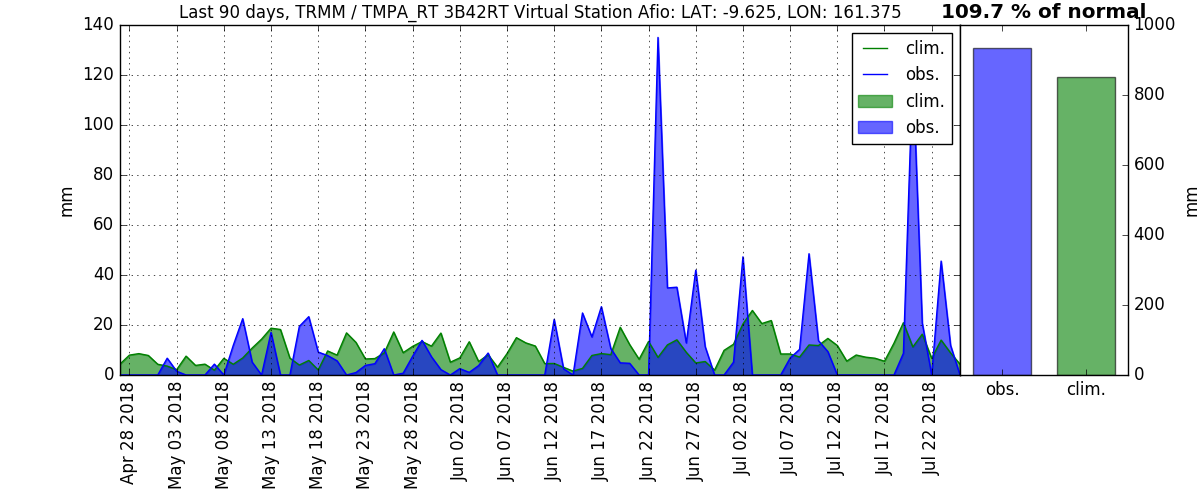 Last 90 days, TRMM / TMPA_RT 3B42RT Virtual Station Afio: LAT: -9.625, LON: 161.375
109.7 % of normal
140
120
100
80
60
40
20
0
mm
clim.
obs.
clim.
obs.
1000
800
600
400
200
0
mm
obs.
clim.
Apr 28 2018
May 03 2018
May 08 2018
May 13 2018
May 18 2018
May 23 2018
May 28 2018
Jun 02 2018
Jun 07 2018
Jun 12 2018
Jun 17 2018
Jun 22 2018
Jun 27 2018
Jul 02 2018
Jul 07 2018
Jul 12 2018
Jul 17 2018
Jul 22 2018